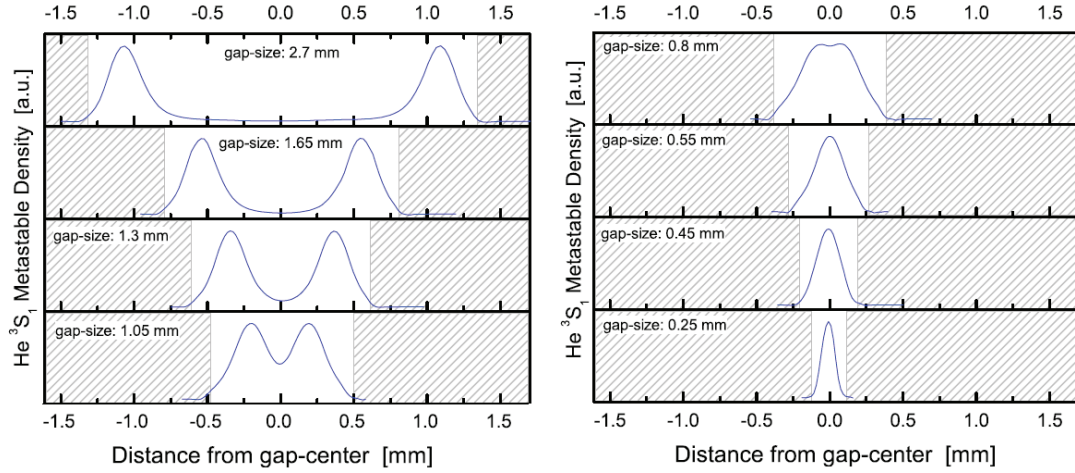 -1.5 -1.0 -0.5 0.0 0.5 1.0 1.5
gap-size: 2.7 mm
gap-size: 1.65 mm
gap-size: 1.3 mm
gap-size: 1.05 mm
He ³S₁ Metastable Density [a.u.]
-1.5 -1.0 -0.5 0.0 0.5 1.0 1.5
Distance from gap-center [mm]
-1.5 -1.0 -0.5 0.0 0.5 1.0 1.5
gap-size: 0.8 mm
gap-size: 0.55 mm
gap-size: 0.45 mm
gap-size: 0.25 mm
He ³S₁ Metastable Density [a.u.]
-1.5 -1.0 -0.5 0.0 0.5 1.0 1.5
Distance from gap-center [mm]